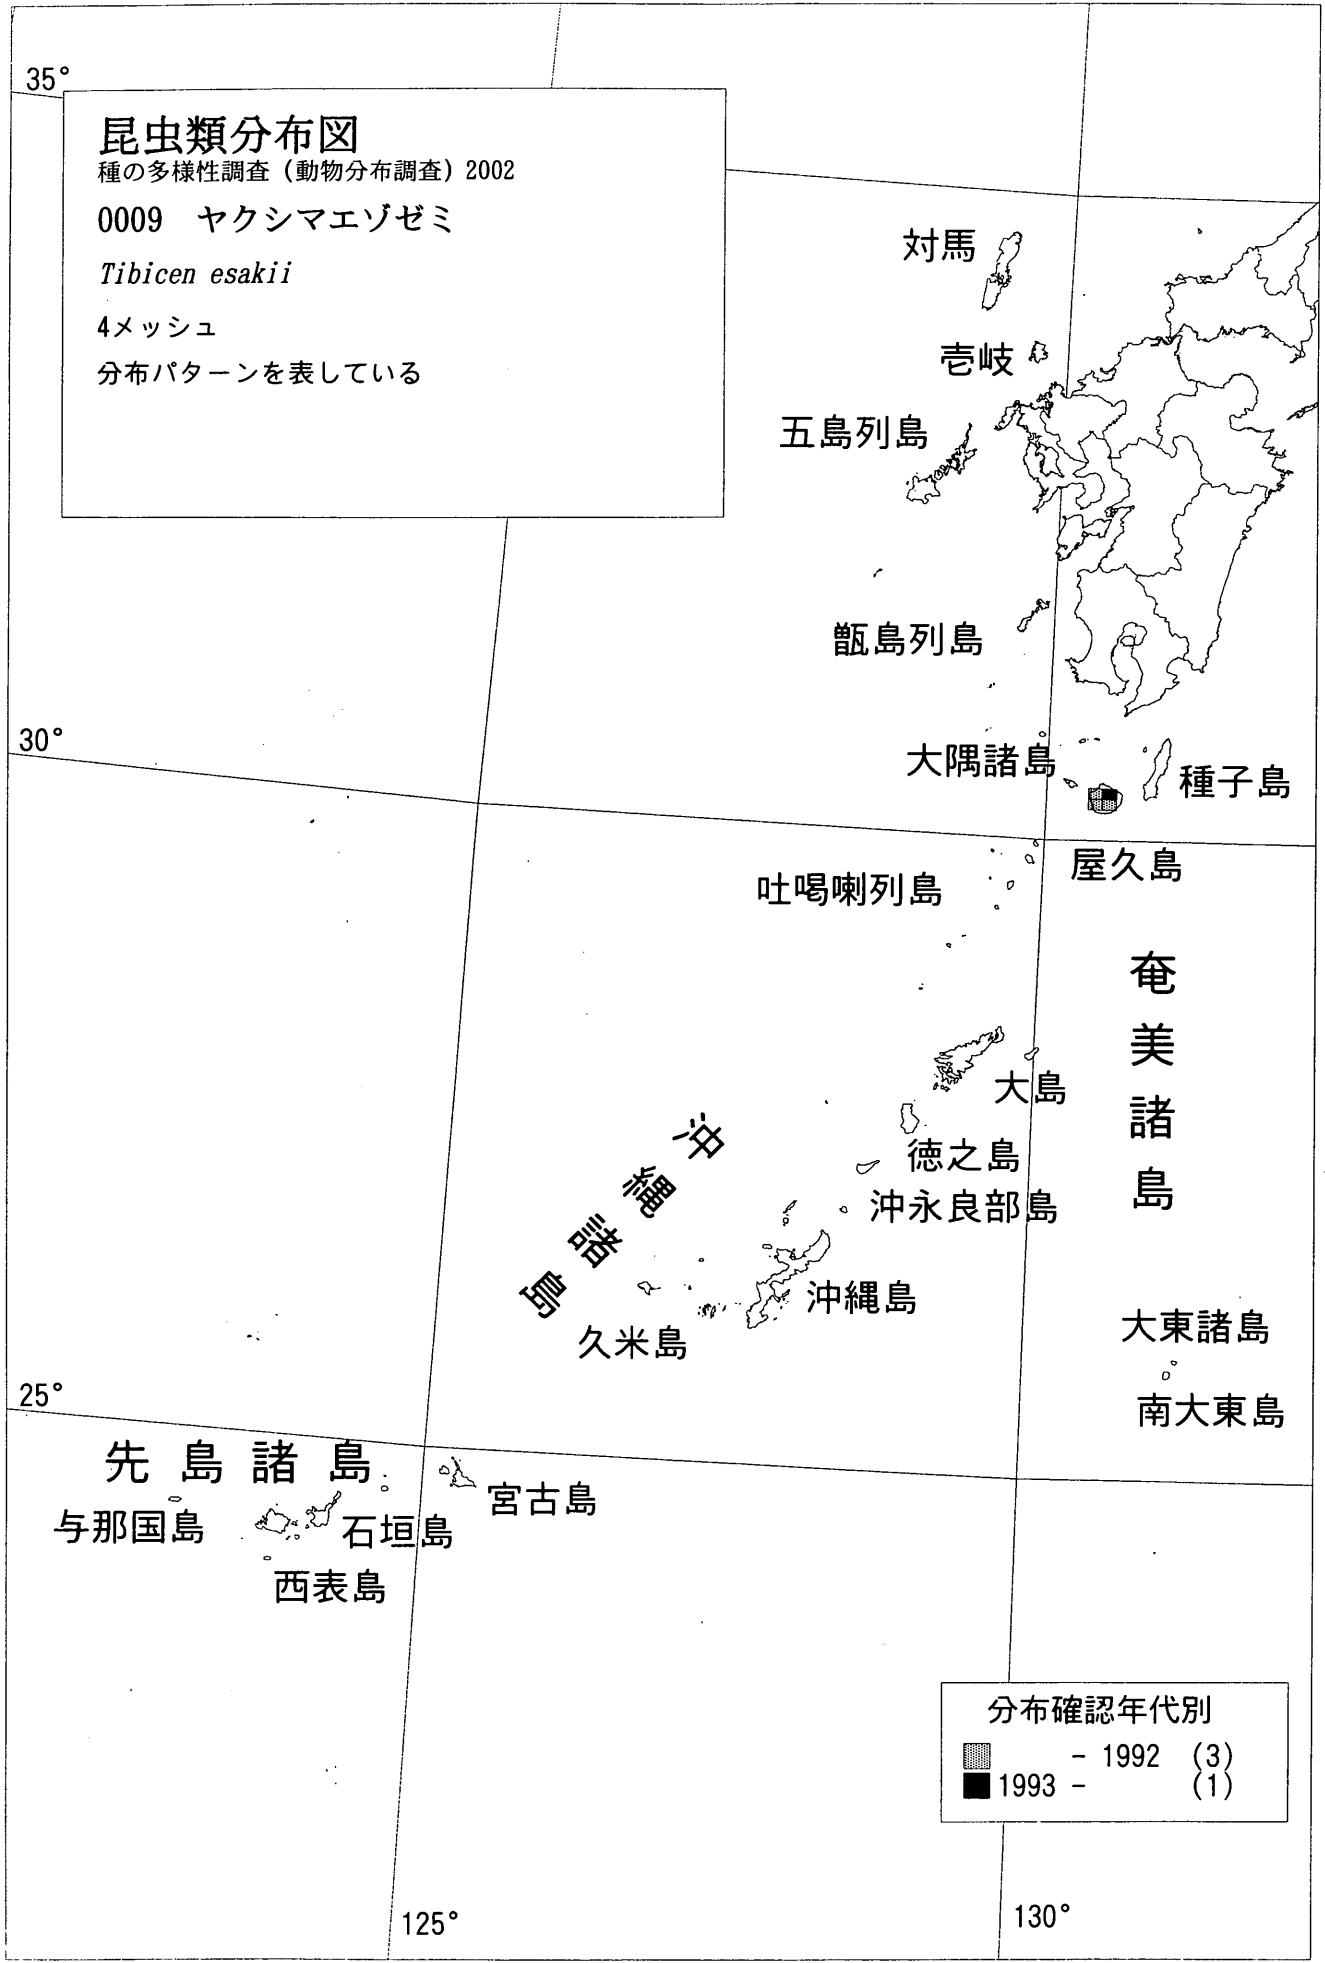 35°
昆虫類分布図
種の多様性調査（動物分布調査）2002
0009　ヤクシマエゾゼミ
Tibicen esakii
4メッシュ
分布パターンを表している
対馬
壱岐
五島列島
甑島列島
30°
大隅諸島
種子島
屋久島
吐喝喇列島
奄美諸島
大島
徳之島
沖永良部島
沖縄諸島
沖縄島
久米島
大東諸島
南大東島
25°
先島諸島
宮古島
与那国島
石垣島
西表島
分布確認年代別
- 1992 (3)
1993 - (1)
125°
130°